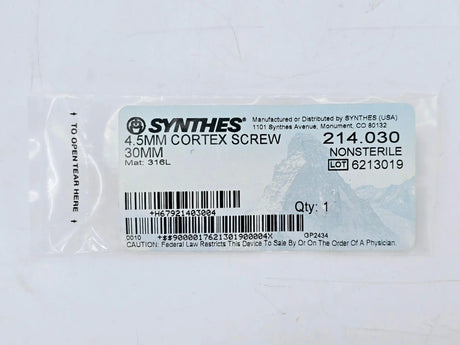 SYNTHES®
Manufactured or Distributed by SYNTHES (USA)
1101 Synthes Avenue, Monument, CO 80132
4.5MM CORTEX SCREW
30MM
Mat: 316L
214.030
NONSTERILE
LOT 6213019
+H67921403004
Qty: 1
0010
+$$9000017621301900004X
GP2434
CAUTION: Federal Law Restricts This Device To Sale By Or On The Order Of A Physician.
TO OPEN TEAR HERE